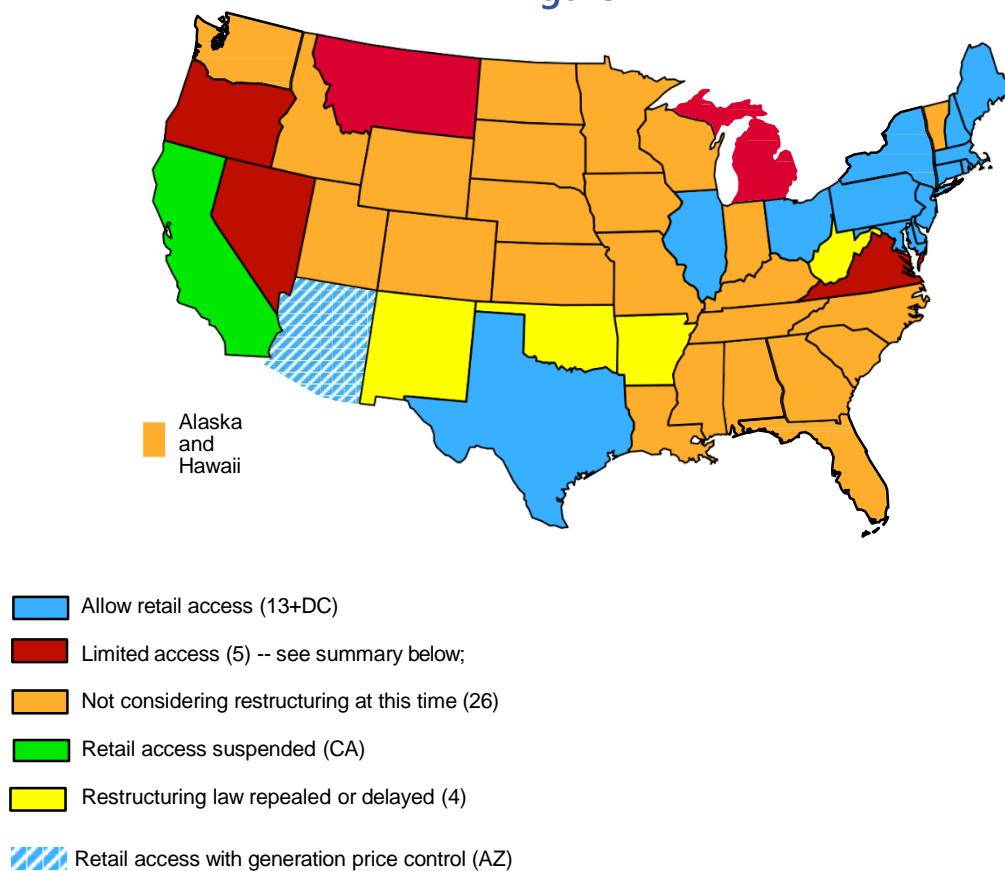 Alaska
and
Hawaii
Allow retail access (13+DC)
Limited access (5) -- see summary below;
Not considering restructuring at this time (26)
Retail access suspended (CA)
Restructuring law repealed or delayed (4)
Retail access with generation price control (AZ)